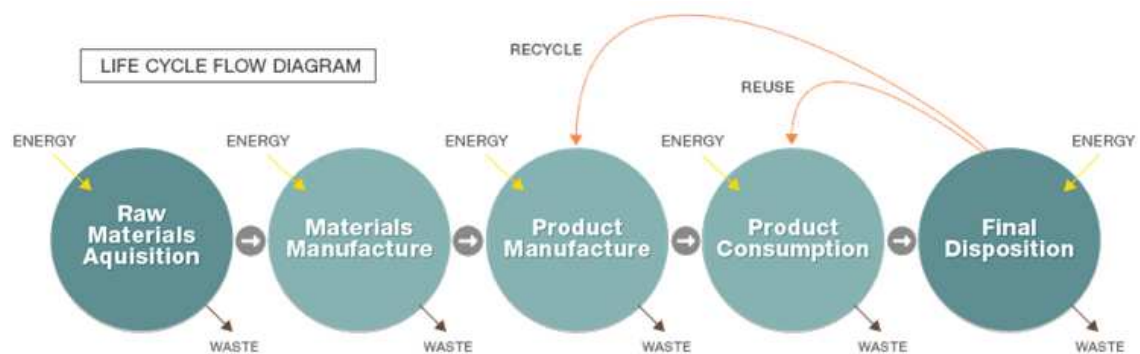 RECYCLE
LIFE CYCLE FLOW DIAGRAM
REUSE
ENERGY
ENERGY
ENERGY
ENERGY
ENERGY
Raw
Materials
Aquisition
Materials
Manufacture
Product
Manufacture
Product
Consumption
Final
Disposition
WASTE
WASTE
WASTE
WASTE
WASTE